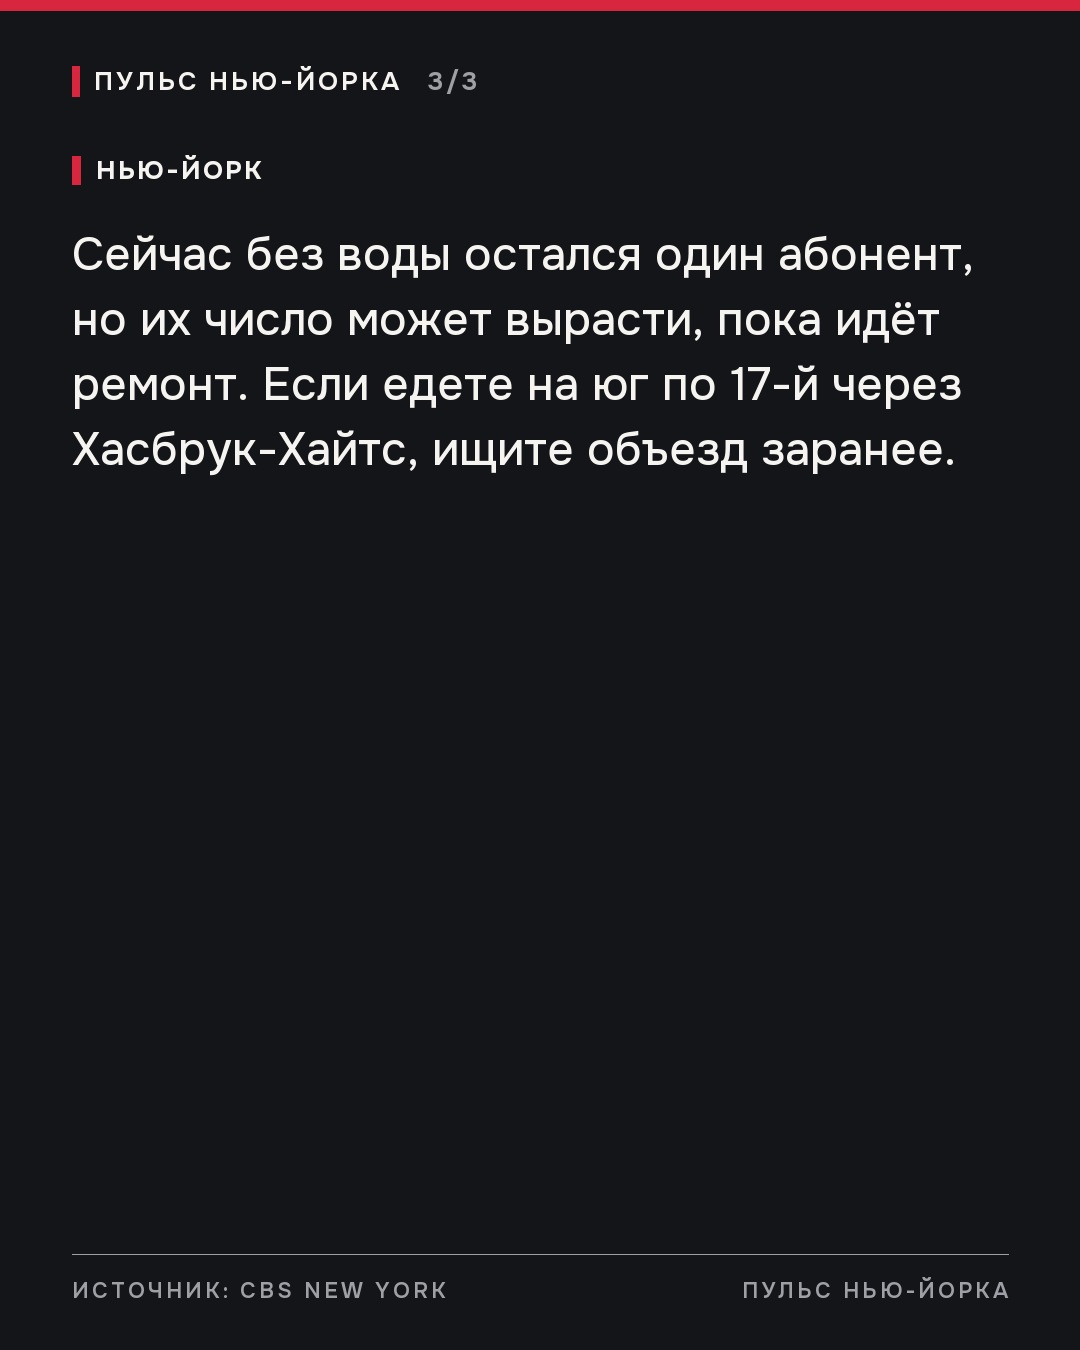 ПУЛЬС НЬЮ-ЙОРКА 3/3
НЬЮ-ЙОРК
Сейчас без воды остался один абонент,
но их число может вырасти, пока идёт
ремонт. Если едете на юг по 17-й через
Хасбрук-Хайтс, ищите объезд заранее.
ИСТОЧНИК: CBS NEW YORK
ПУЛЬС НЬЮ-ЙОРКА